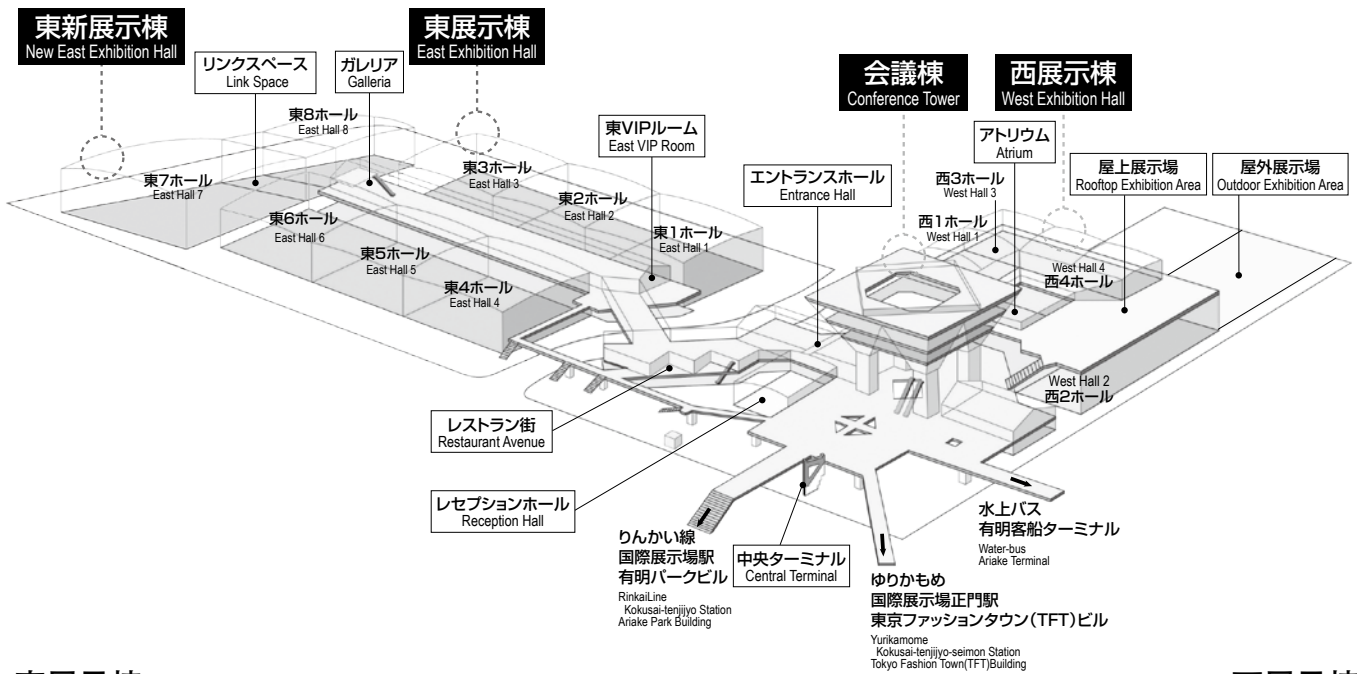 東新展示棟
New East Exhibition Hall
リンクスペース
Link Space
ガレリア
Galleria
東展示棟
East Exhibition Hall
東8ホール
East Hall 8
東7ホール
East Hall 7
東3ホール
East Hall 3
東2ホール
East Hall 2
東1ホール
East Hall 1
東6ホール
East Hall 6
東5ホール
East Hall 5
東4ホール
East Hall 4
東VIPルーム
East VIP Room
エントランスホール
Entrance Hall
会議棟
Conference Tower
西展示棟
West Exhibition Hall
アトリウム
Atrium
西3ホール
West Hall 3
西1ホール
West Hall 1
West Hall 4
西4ホール
屋上展示場
Rooftop Exhibition Area
屋外展示場
Outdoor Exhibition Area
West Hall 2
西2ホール
レストラン街
Restaurant Avenue
レセプションホール
Reception Hall
りんかい線
国際展示場駅
有明パークビル
RinkaiLine
Kokusai-tenjijyo Station
Ariake Park Building
中央ターミナル
Central Terminal
ゆりかもめ
国際展示場正門駅
東京ファッションタウン（TFT）ビル
Yurikamome
Kokusai-tenjijyo-seimon Station
Tokyo Fashion Town(TFT)Building
水上バス
有明客船ターミナル
Water-bus
Ariake Terminal